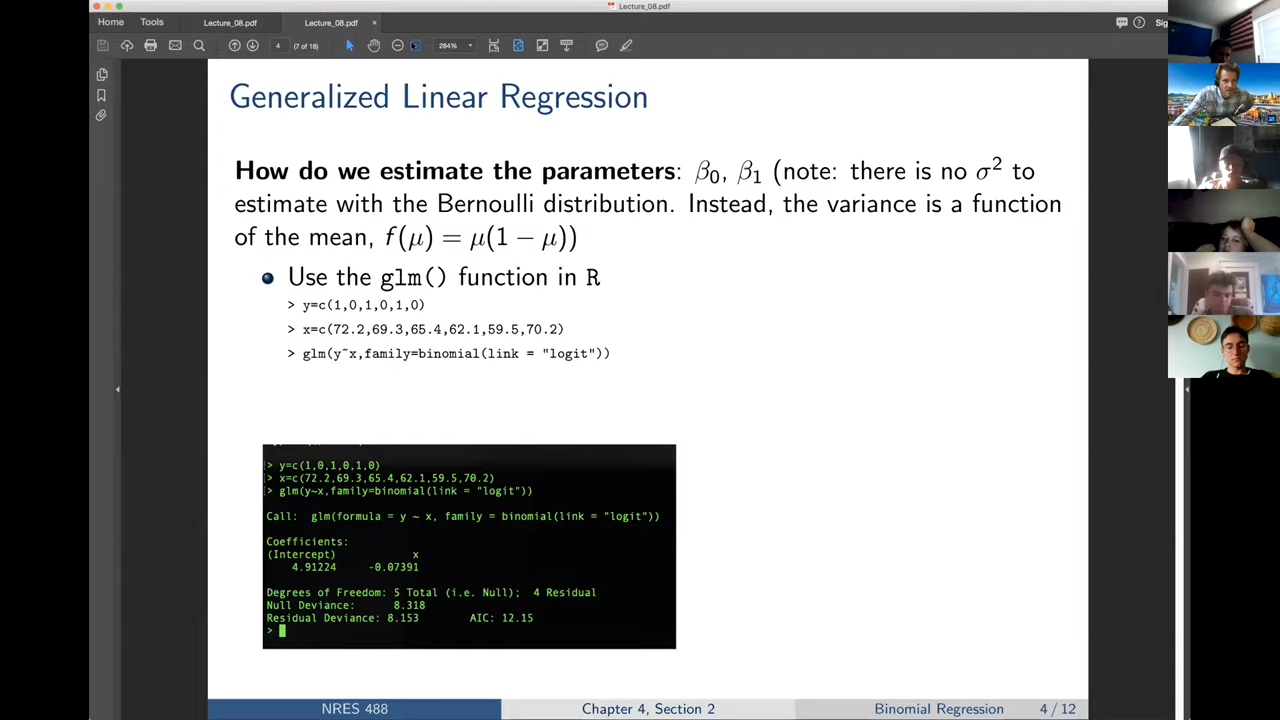 Lecture_08.pdf
Home Tools Lecture_08.pdf Lecture_08.pdf ×
4 (7 of 18) 284%
Generalized Linear Regression
How do we estimate the parameters: β0, β1 (note: there is no σ² to
estimate with the Bernoulli distribution. Instead, the variance is a function
of the mean, f(μ) = μ(1 − μ))
Use the glm() function in R
> y=c(1,0,1,0,1,0)
> x=c(72.2,69.3,65.4,62.1,59.5,70.2)
> glm(y~x,family=binomial(link = "logit"))
> y=c(1,0,1,0,1,0)
> x=c(72.2,69.3,65.4,62.1,59.5,70.2)
> glm(y~x,family=binomial(link = "logit"))
Call: glm(formula = y ~ x, family = binomial(link = "logit"))
Coefficients:
(Intercept) x
4.91224 -0.07391
Degrees of Freedom: 5 Total (i.e. Null); 4 Residual
Null Deviance: 8.318
Residual Deviance: 8.153 AIC: 12.15
>
NRES 488 Chapter 4, Section 2 Binomial Regression 4 / 12